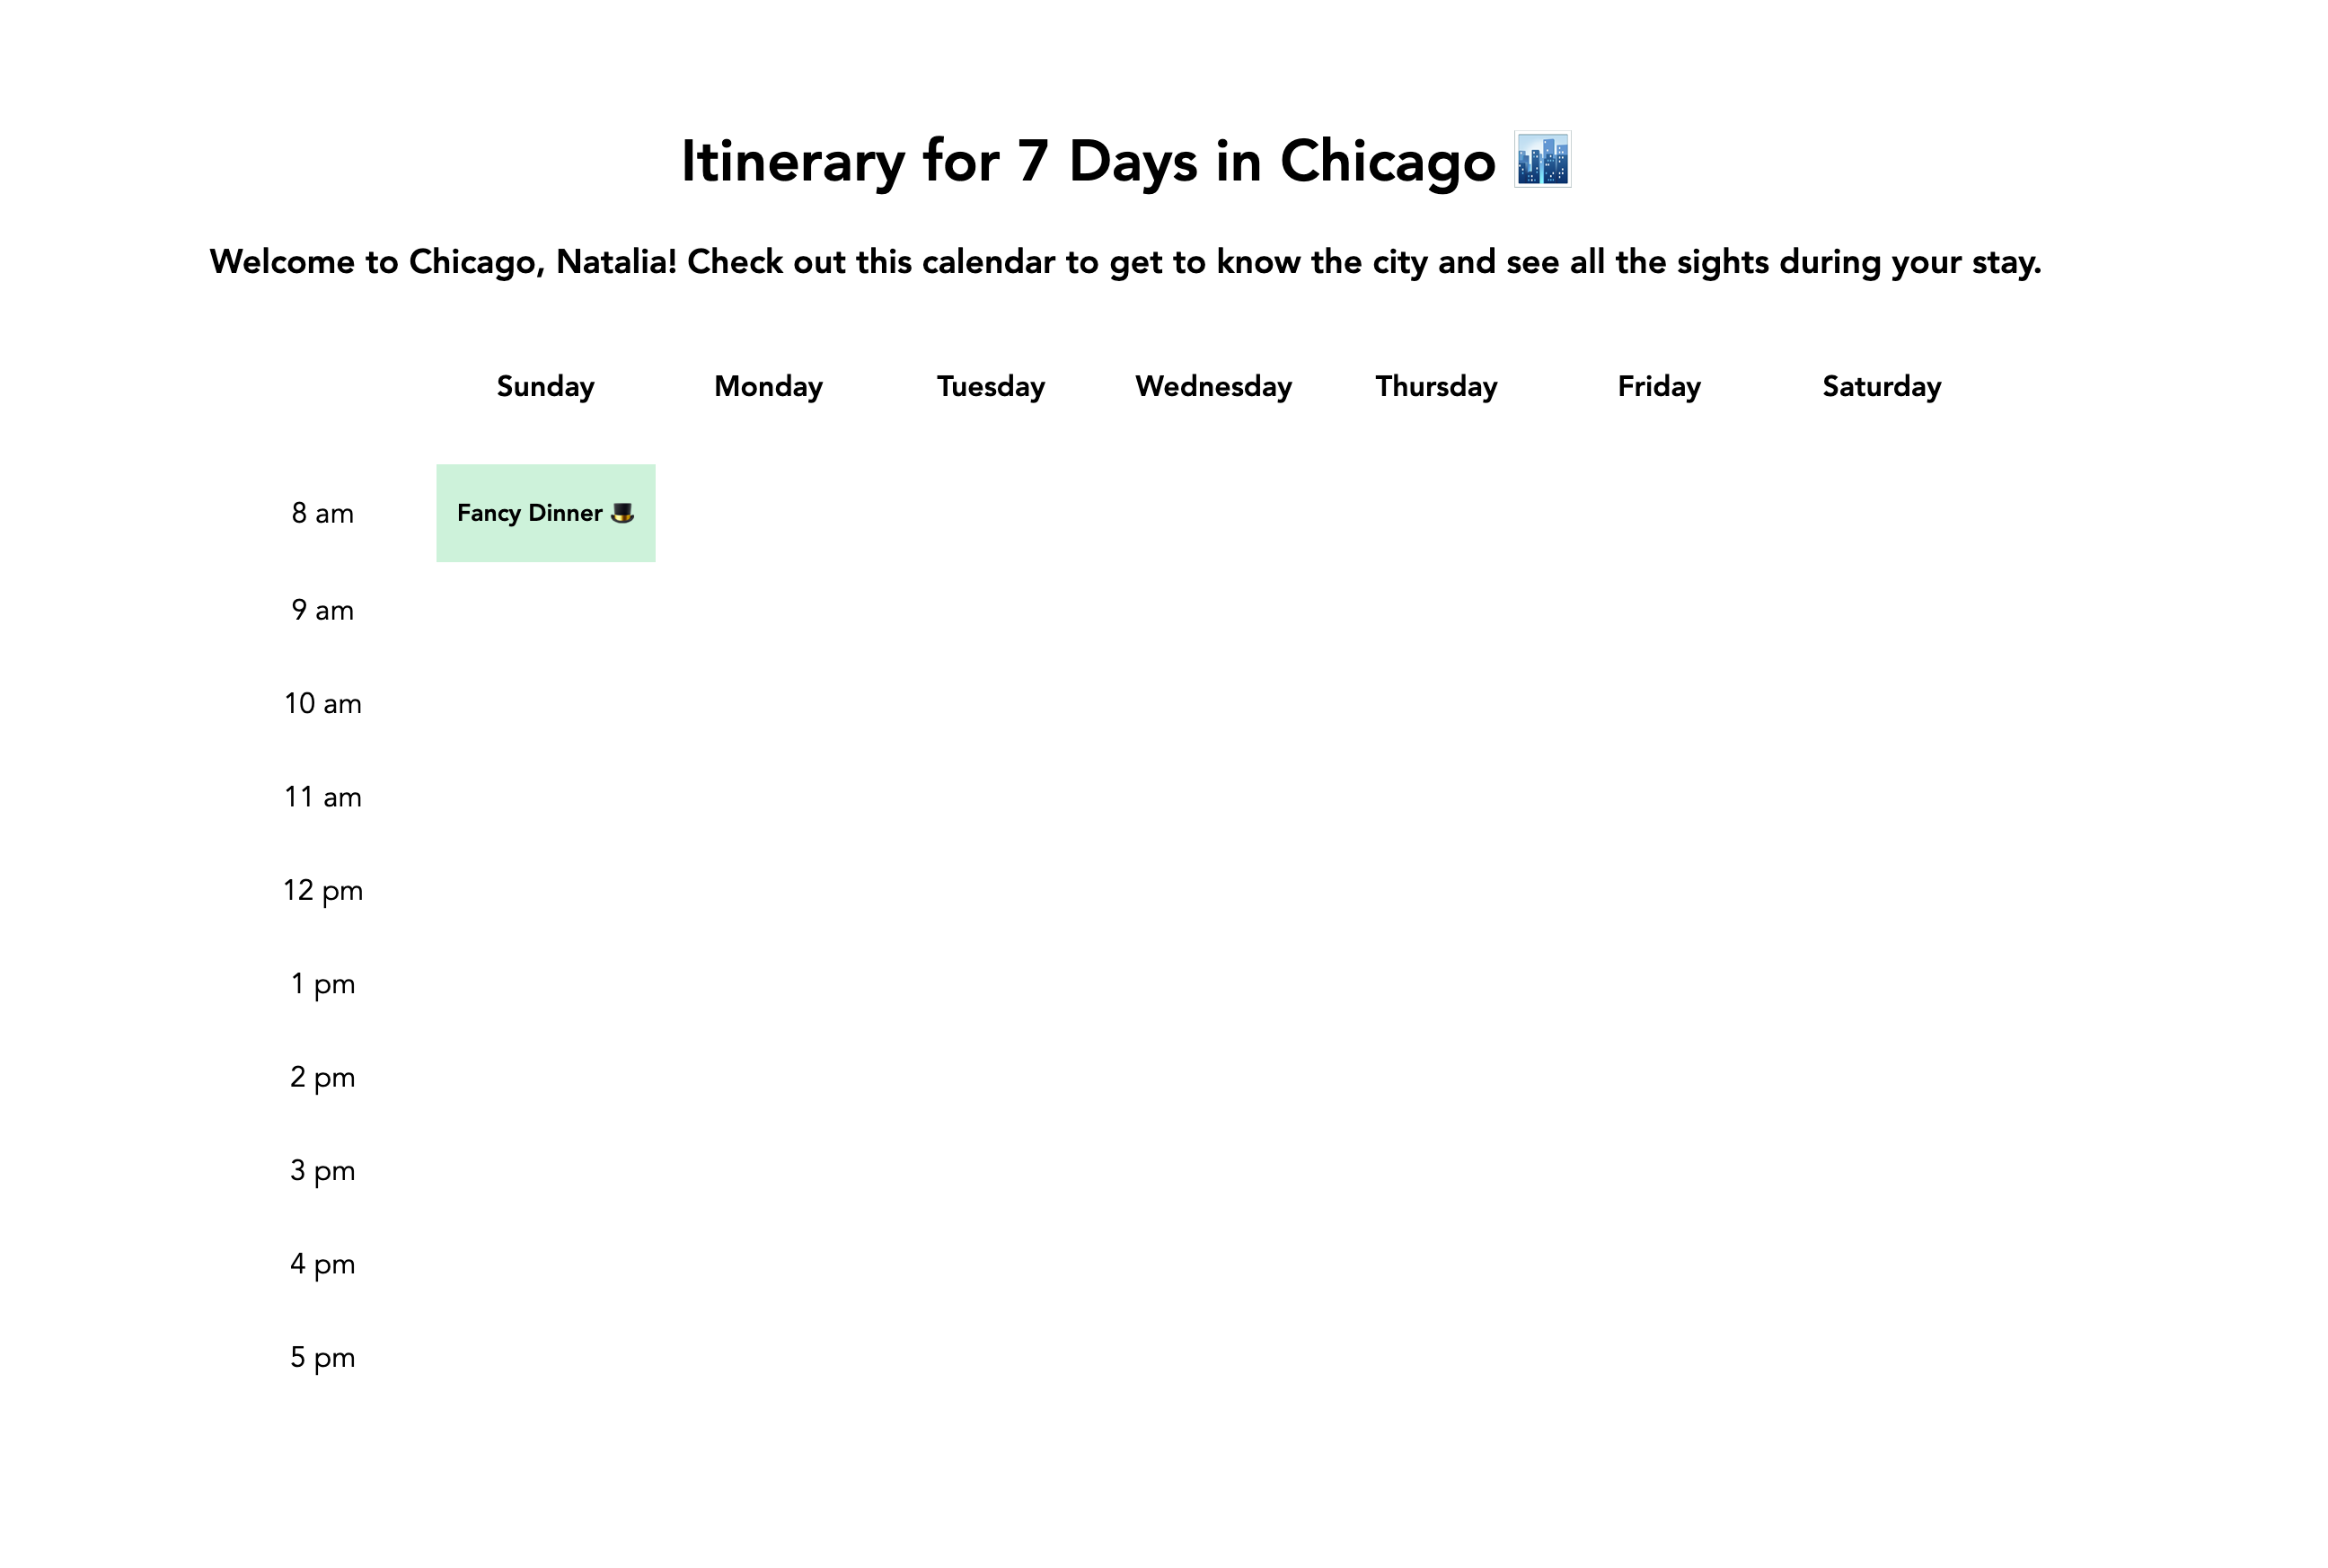 Itinerary for 7 Days in Chicago 🏙️
Welcome to Chicago, Natalia! Check out this calendar to get to know the city and see all the sights during your stay.
Sunday Monday Tuesday Wednesday Thursday Friday Saturday
8 am Fancy Dinner 🎩
9 am
10 am
11 am
12 pm
1 pm
2 pm
3 pm
4 pm
5 pm